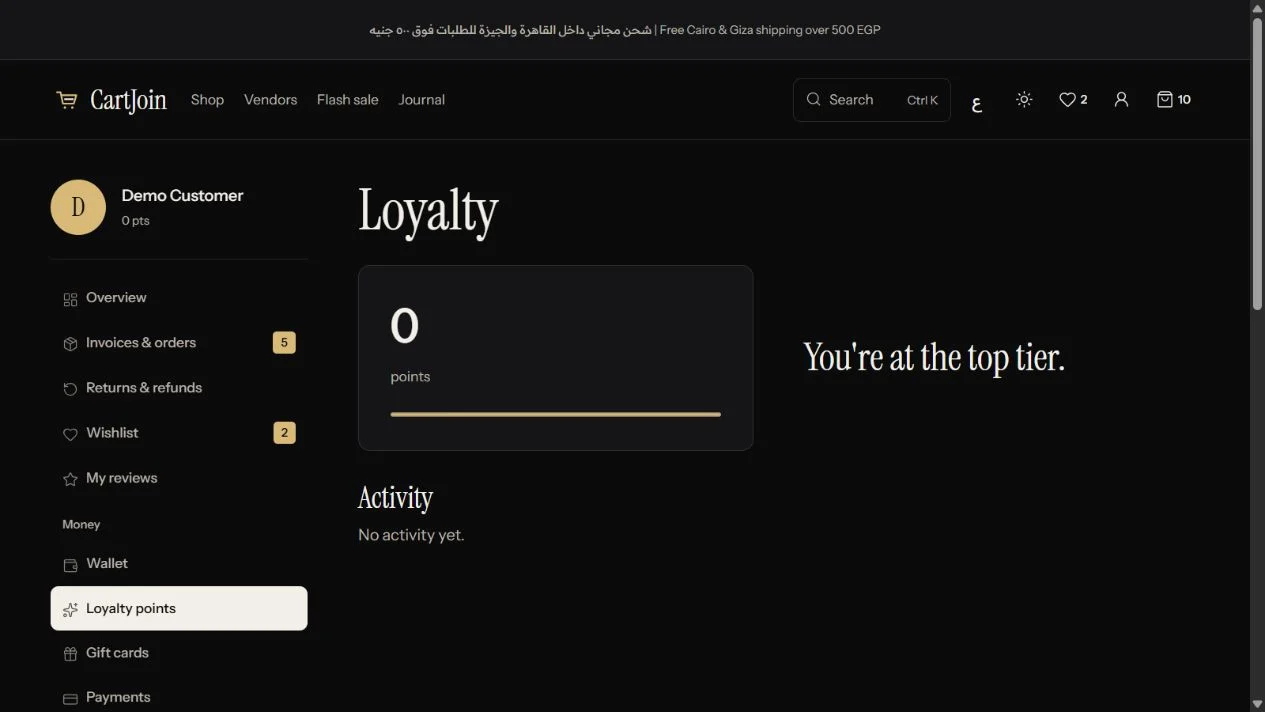 شحن مجاني داخل القاهرة والجيزة للطلبات فوق ٥٠٠ جنيه | Free Cairo & Giza shipping over 500 EGP
CartJoin
Shop
Vendors
Flash sale
Journal
Search
Ctrl K
ع
2
10
D
Demo Customer
0 pts
Overview
Invoices & orders
5
Returns & refunds
Wishlist
2
My reviews
Money
Wallet
Loyalty points
Gift cards
Payments
Loyalty
0
points
You're at the top tier.
Activity
No activity yet.